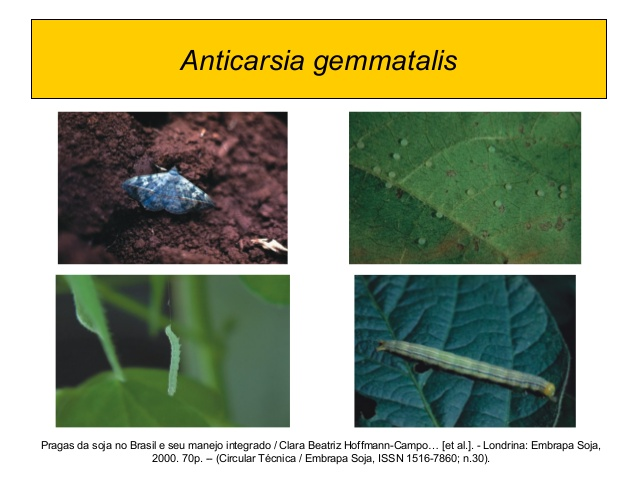 Anticarsia gemmatalis
Pragas da soja no Brasil e seu manejo integrado / Clara Beatriz Hoffmann-Campo… [et al.]. - Londrina: Embrapa Soja,
2000. 70p. – (Circular Técnica / Embrapa Soja, ISSN 1516-7860; n.30).